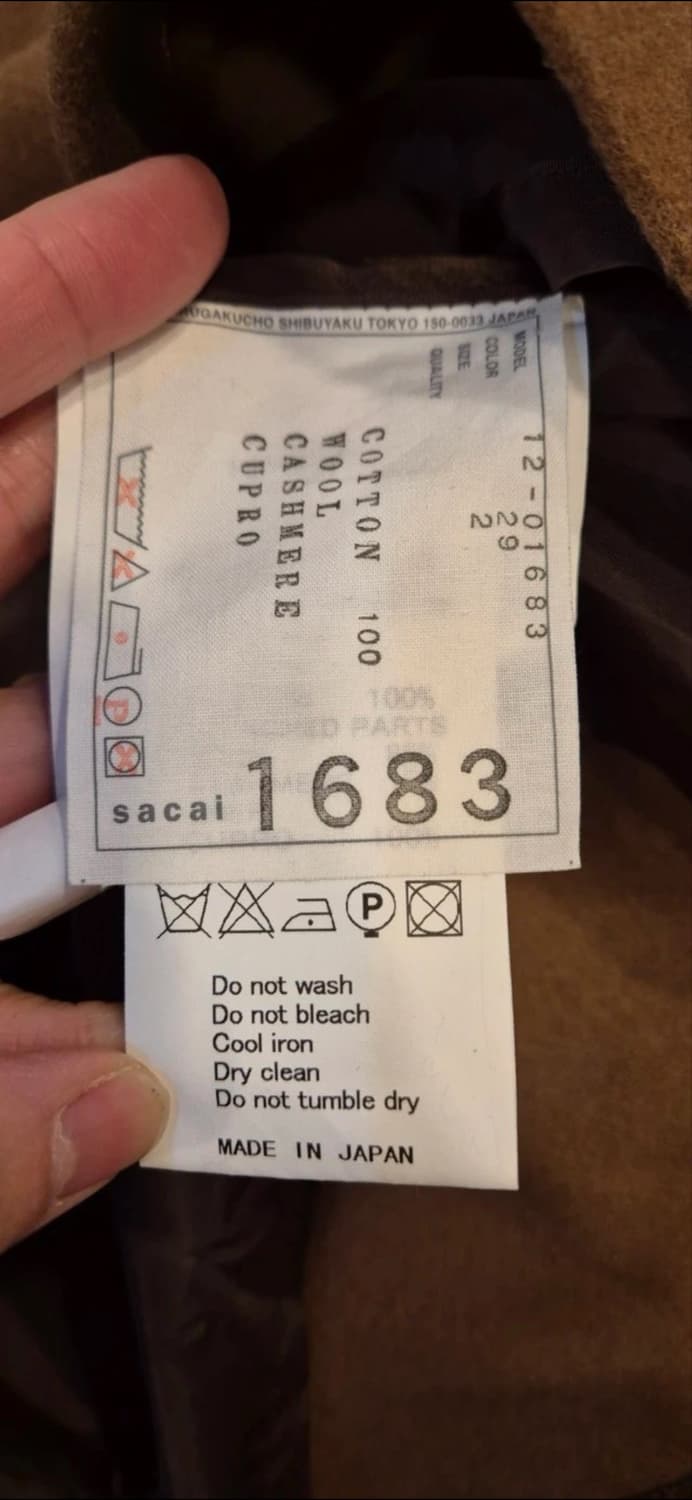 UGAKUCHO SHIBUYAKU TOKYO 150-0033 JAPAN
MODEL 12-01683
COLOR 29
SIZE 2
QUALITY
COTTON 100
WOOL
CASHMERE
CUPRO
100%
PARTS
sacai 1683
P
P
Do not wash
Do not bleach
Cool iron
Dry clean
Do not tumble dry
MADE IN JAPAN